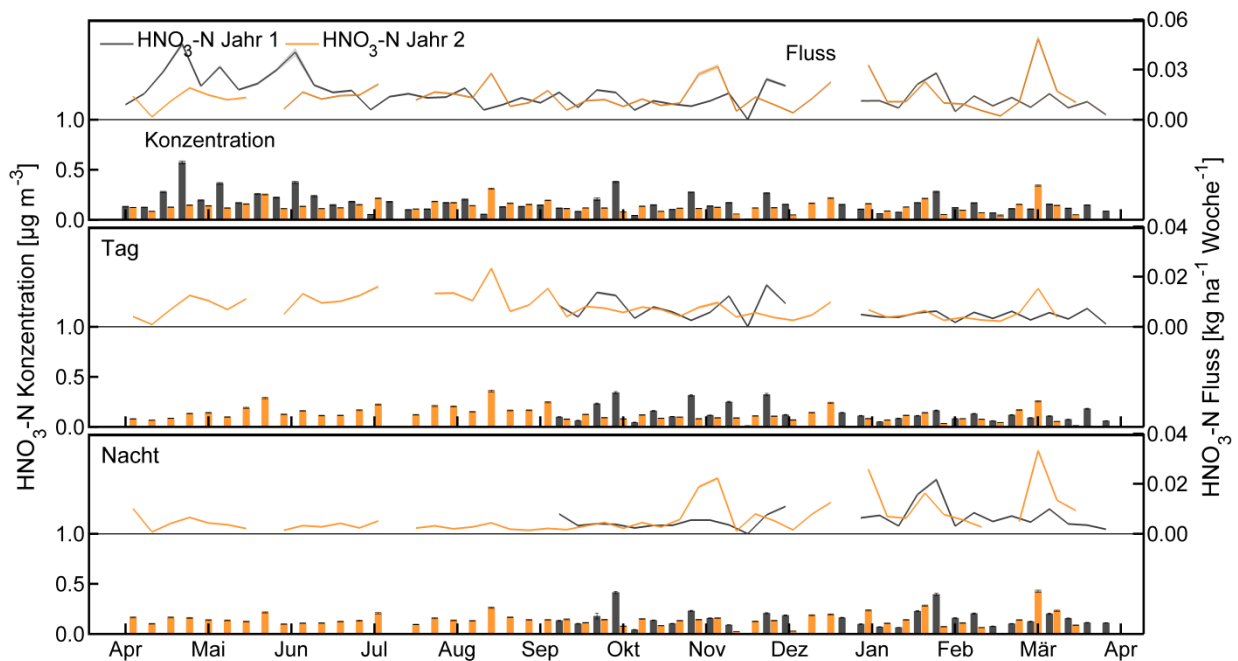 HNO₃-N Jahr 1 HNO₃-N Jahr 2
Fluss
0.06
0.03
0.00
1.0
Konzentration
0.5
0.0
Tag
0.04
0.02
0.00
1.0
0.5
0.0
Nacht
0.04
0.02
0.00
1.0
0.5
0.0
Apr Mai Jun Jul Aug Sep Okt Nov Dez Jan Feb Mär Apr
HNO₃-N Konzentration [µg m⁻³]
HNO₃-N Fluss [kg ha⁻¹ Woche⁻¹]